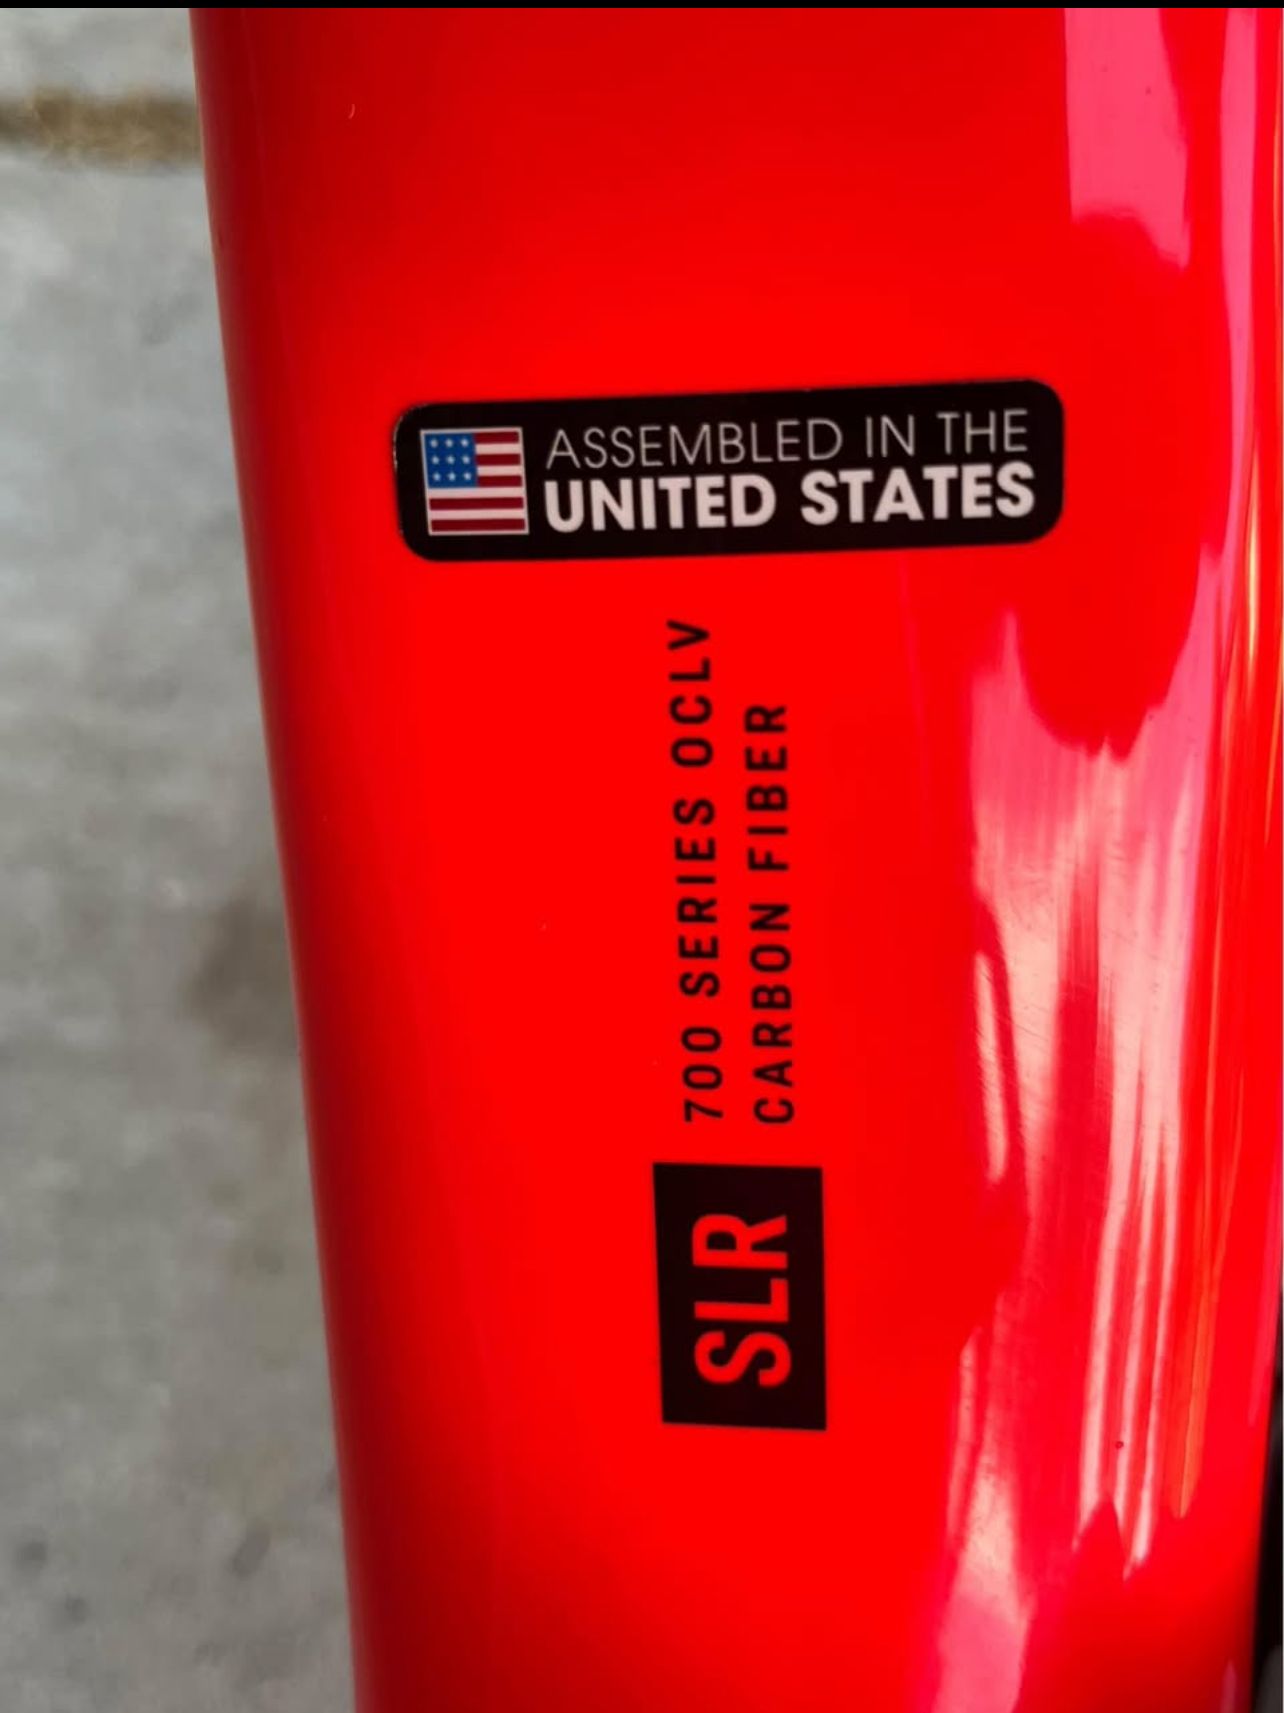 ASSEMBLED IN THE
UNITED STATES
700 SERIES OCLV
CARBON FIBER
SLR